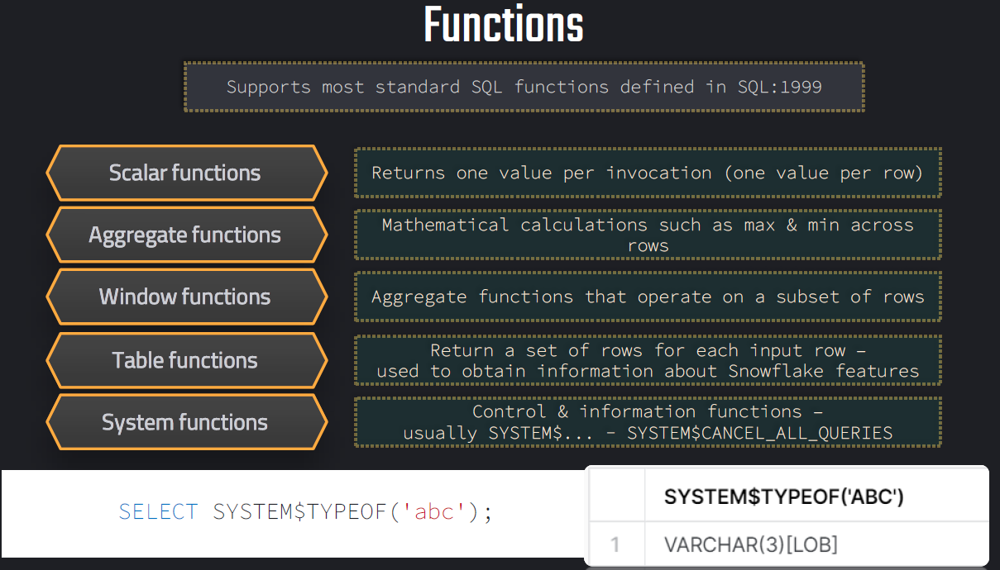 Functions
Supports most standard SQL functions defined in SQL:1999
Scalar functions
Returns one value per invocation (one value per row)
Aggregate functions
Mathematical calculations such as max & min across
rows
Window functions
Aggregate functions that operate on a subset of rows
Table functions
Return a set of rows for each input row –
used to obtain information about Snowflake features
System functions
Control & information functions –
usually SYSTEM$... - SYSTEM$CANCEL_ALL_QUERIES
SELECT SYSTEM$TYPEOF('abc');
SYSTEM$TYPEOF('ABC')
1 VARCHAR(3)[LOB]